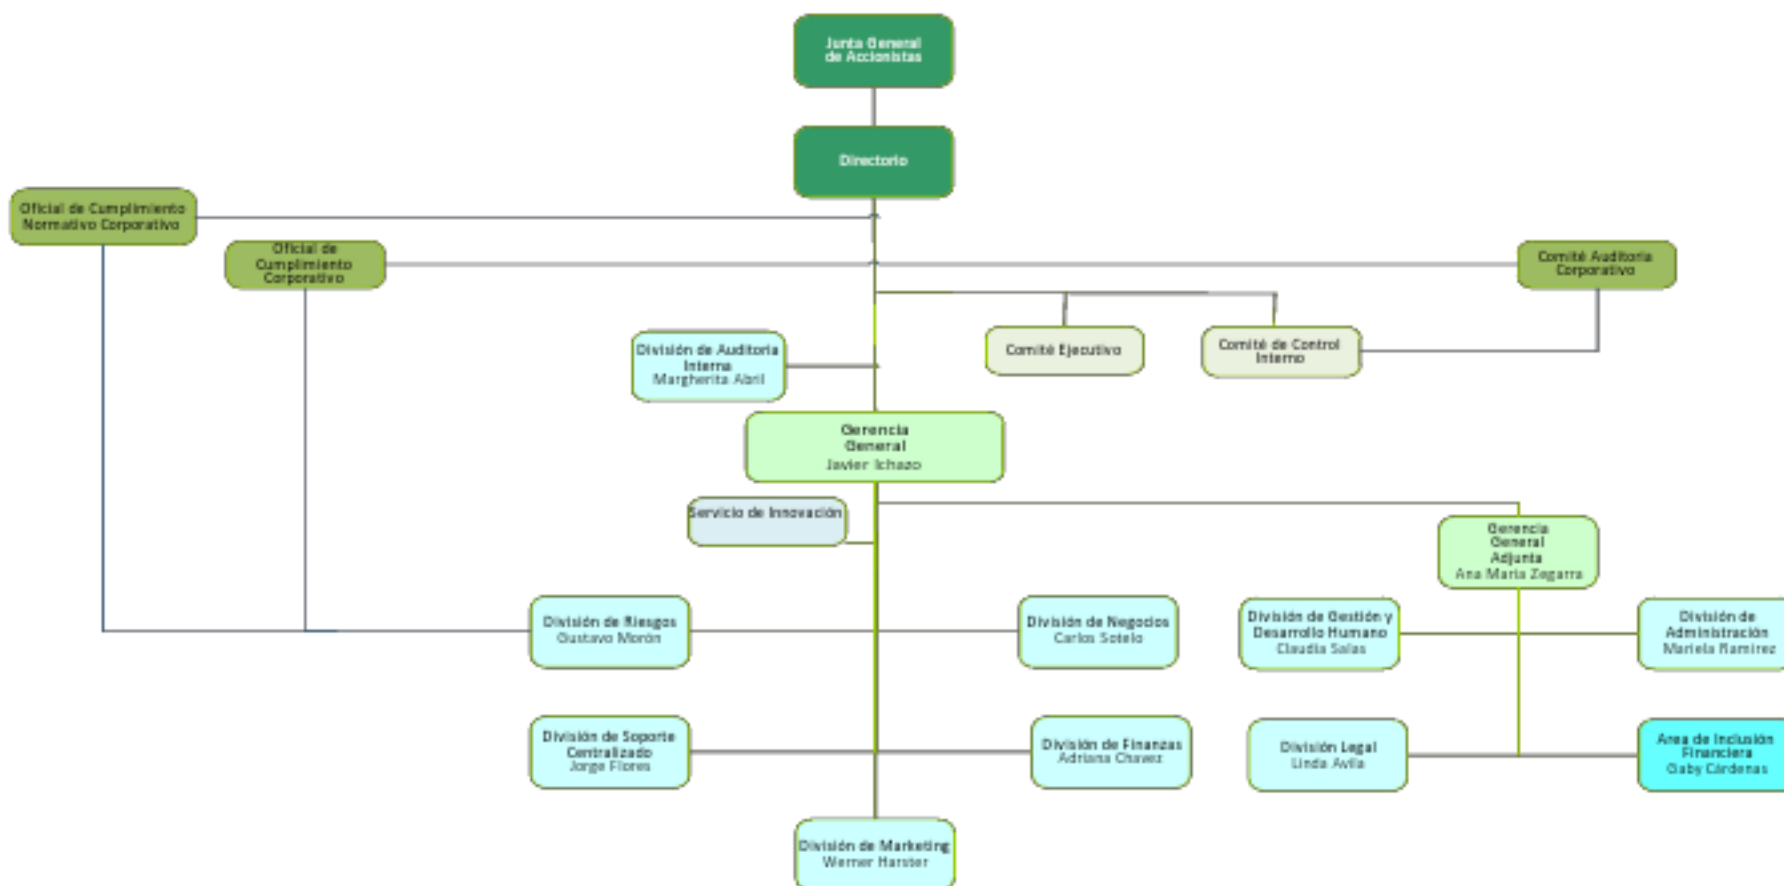 Junta General
de Accionistas
Directorio
Oficial de Cumplimiento
Normativo Corporativo
Oficial de
Cumplimiento
Corporativo
Comité Auditoria
Corporativo
División de Auditoria
Interna
Margherita Abril
Comité Ejecutivo
Comité de Control
Interno
Gerencia
General
Javier Ichazo
Servicio de Innovación
Gerencia
General
Adjunta
Ana María Zegarra
División de Riesgos
Gustavo Morón
División de Negocios
Carlos Sotelo
División de Gestión y
Desarrollo Humano
Claudia Salas
División de
Administración
Mariela Ramirez
División de Soporte
Centralizado
Jorge Flores
División de Finanzas
Adriana Chavez
División Legal
Linda Avila
Area de Inclusión
Financiera
Gaby Cárdenas
División de Marketing
Werner Harster